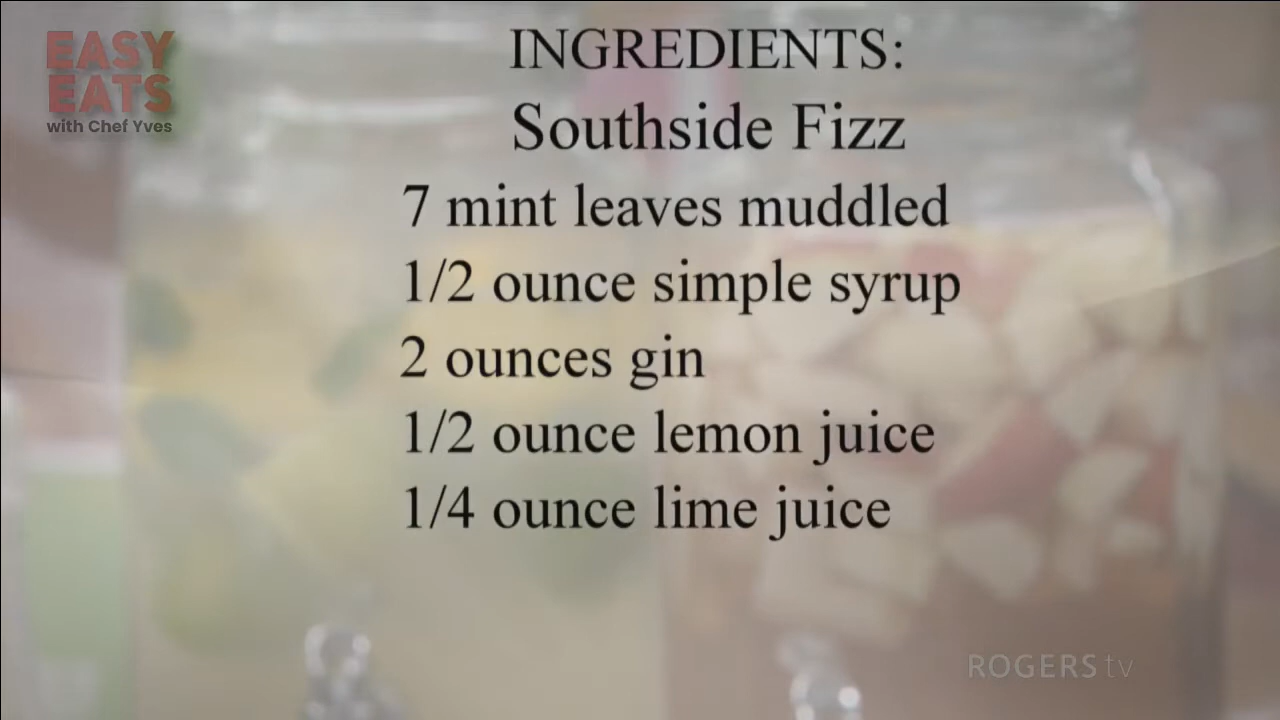 EASY
EATS
with Chef Yves
INGREDIENTS:
Southside Fizz
7 mint leaves muddled
1/2 ounce simple syrup
2 ounces gin
1/2 ounce lemon juice
1/4 ounce lime juice
ROGERS tv